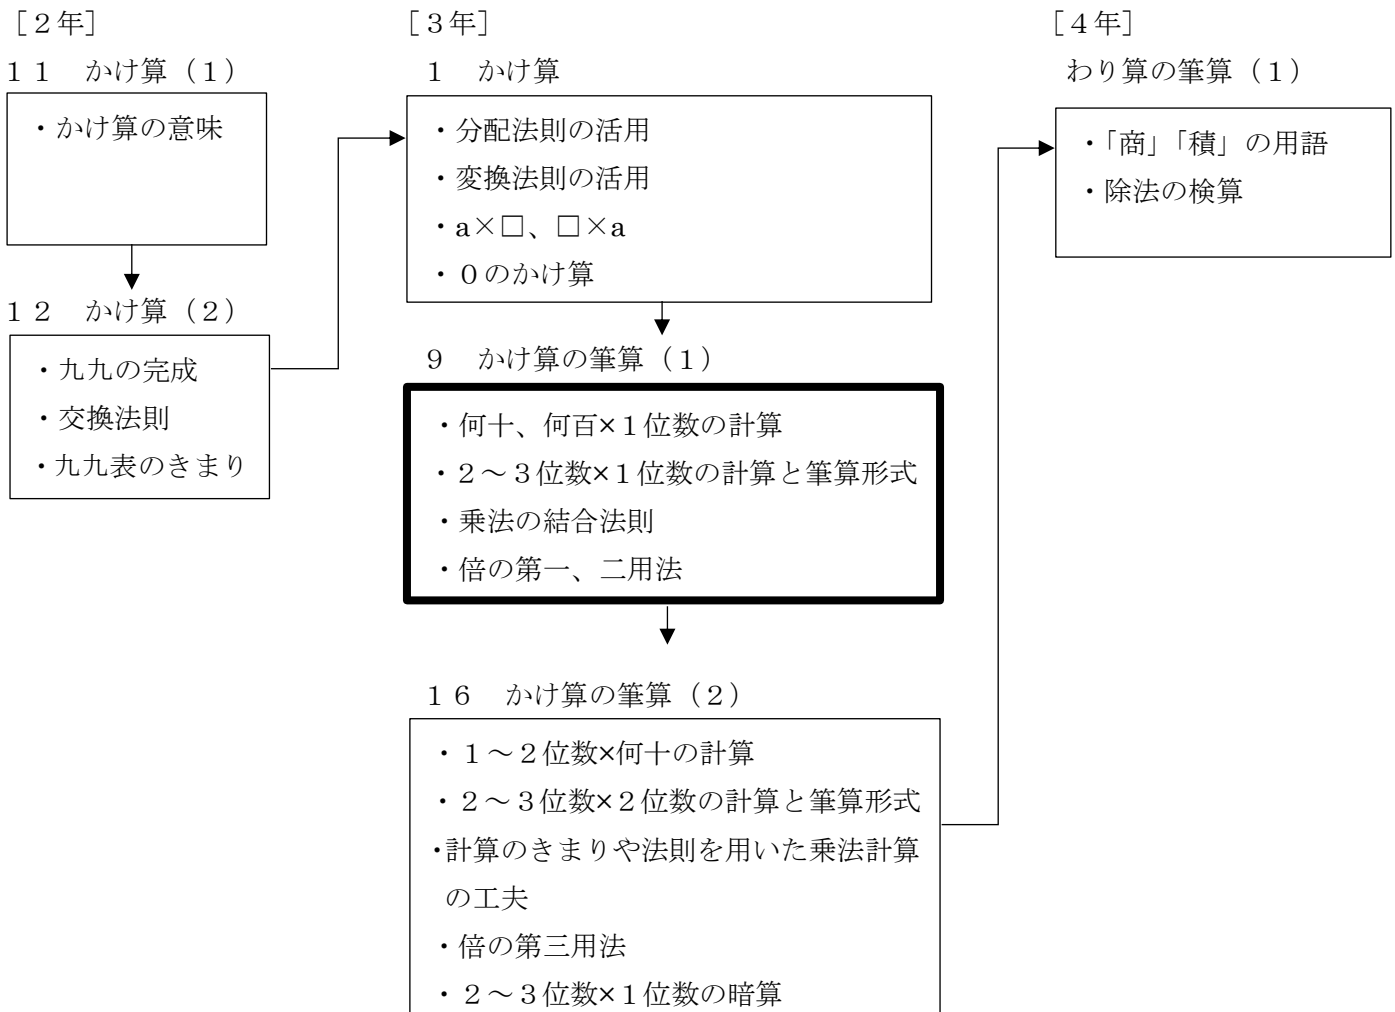 ［２年］
１１　かけ算（１）
・かけ算の意味
１２　かけ算（２）
・九九の完成
・交換法則
・九九表のきまり
［３年］
１　かけ算
・分配法則の活用
・変換法則の活用
・a×□、□×a
・０のかけ算
９　かけ算の筆算（１）
・何十、何百×１位数の計算
・２～３位数×１位数の計算と筆算形式
・乗法の結合法則
・倍の第一、二用法
１６　かけ算の筆算（２）
・１～２位数×何十の計算
・２～３位数×２位数の計算と筆算形式
・計算のきまりや法則を用いた乗法計算
の工夫
・倍の第三用法
・２～３位数×１位数の暗算
［４年］
わり算の筆算（１）
・「商」「積」の用語
・除法の検算